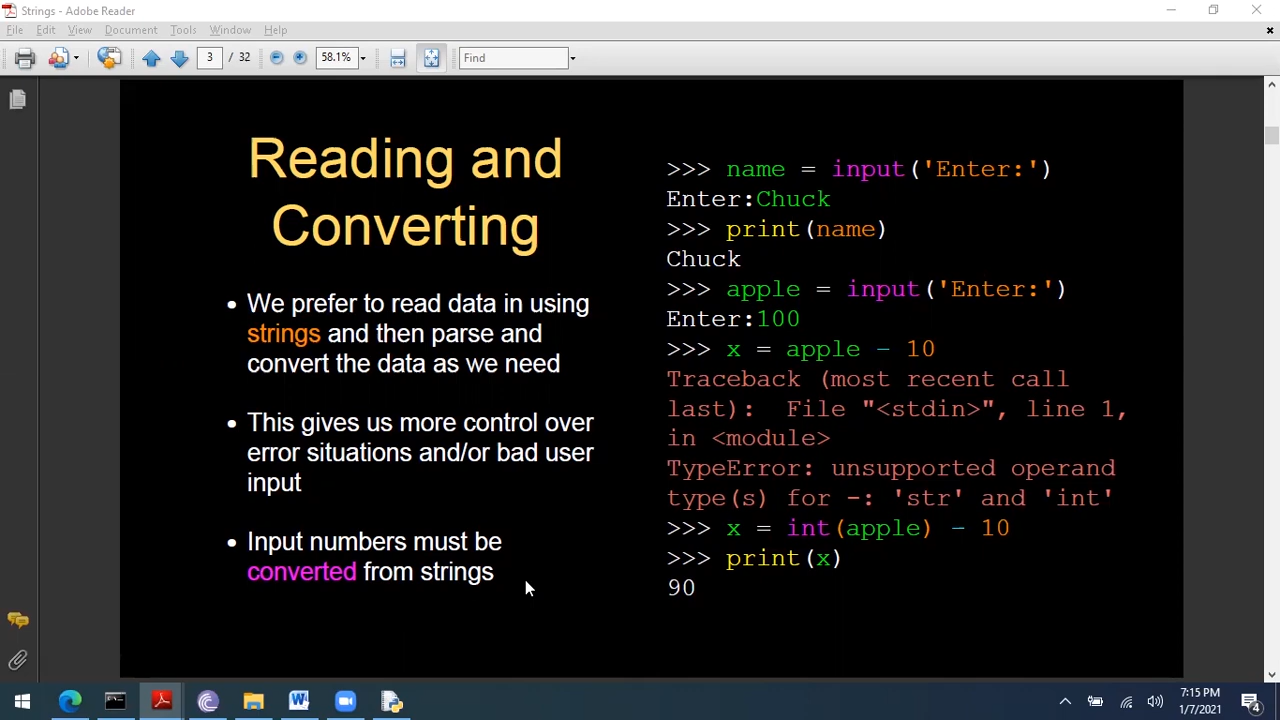 Strings - Adobe Reader
File Edit View Document Tools Window Help
3 / 32 58.1% Find
Reading and
Converting
• We prefer to read data in using
strings and then parse and
convert the data as we need
• This gives us more control over
error situations and/or bad user
input
• Input numbers must be
converted from strings
>>> name = input('Enter:')
Enter:Chuck
>>> print(name)
Chuck
>>> apple = input('Enter:')
Enter:100
>>> x = apple - 10
Traceback (most recent call
last):  File "<stdin>", line 1,
in <module>
TypeError: unsupported operand
type(s) for -: 'str' and 'int'
>>> x = int(apple) - 10
>>> print(x)
90
7:15 PM
1/7/2021
4